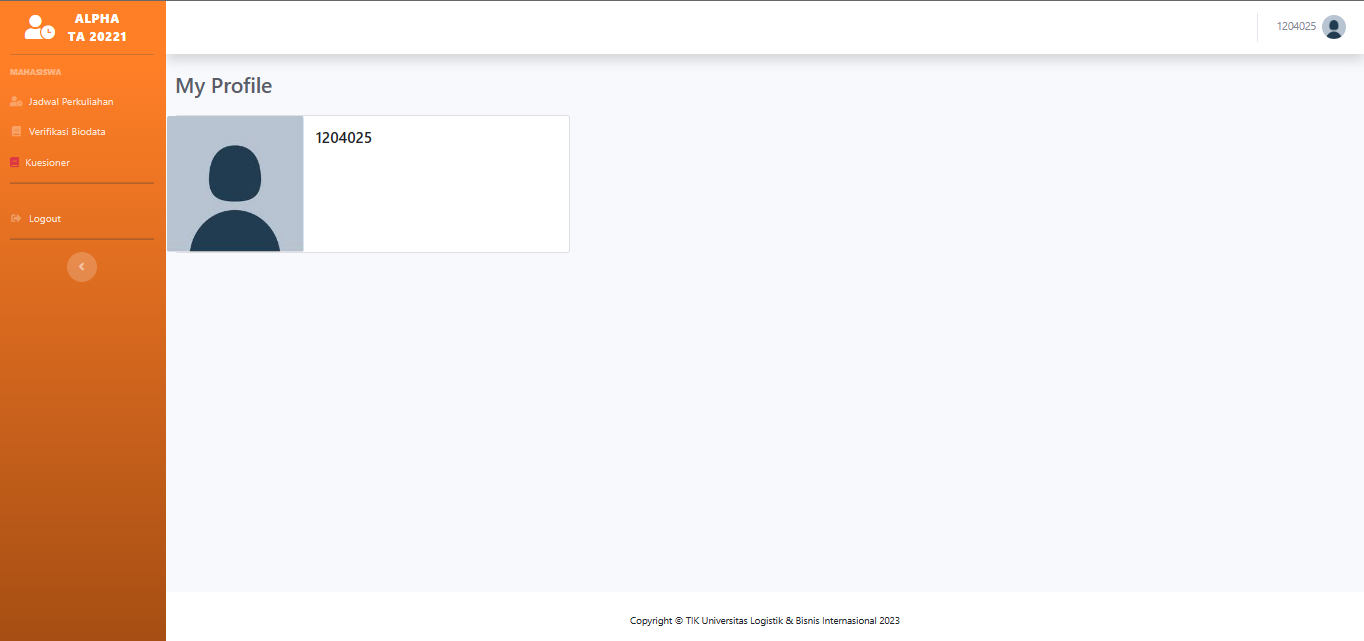 ALPHA
TA 20221
MAHASISWA
Jadwal Perkuliahan
Verifikasi Biodata
Kuesioner
Logout
1204025
My Profile
1204025
Copyright © TIK Universitas Logistik & Bisnis Internasional 2023